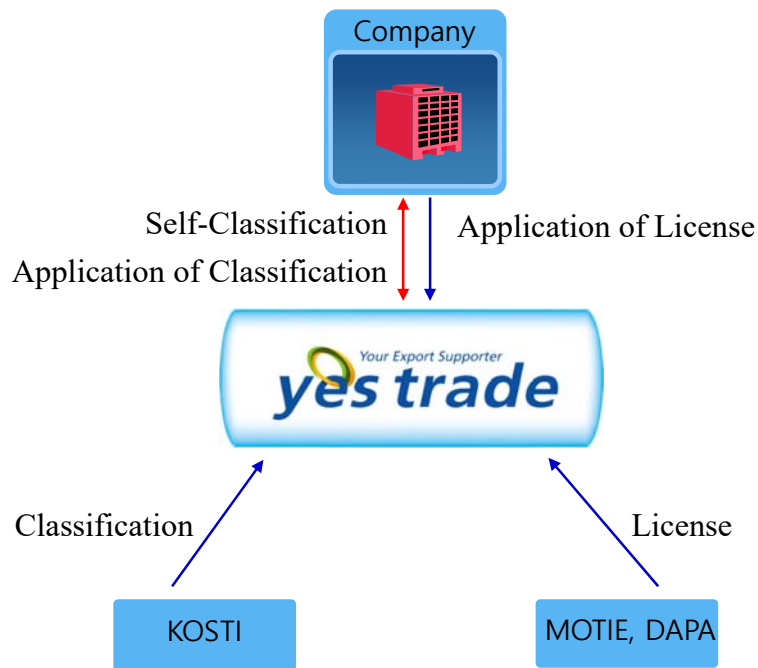 Company
Self-Classification
Application of License
Application of Classification
Your Export Supporter
yes trade
Classification
License
KOSTI
MOTIE, DAPA